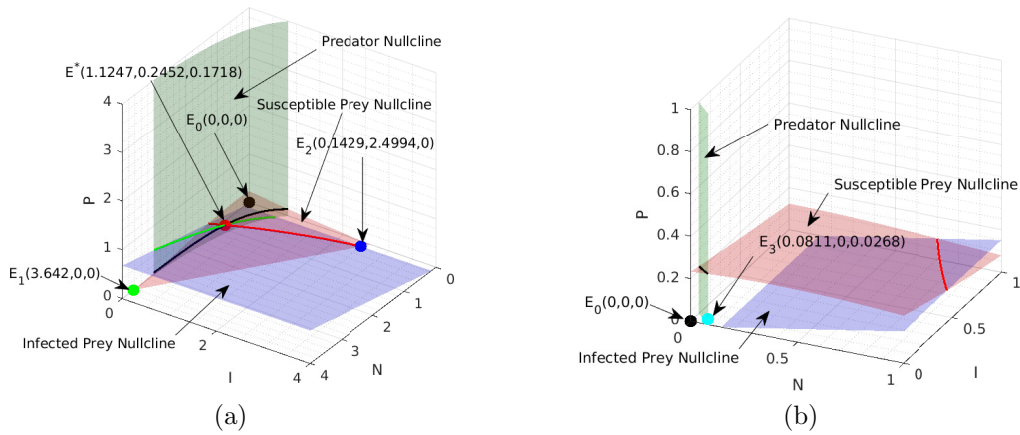 Predator Nullcline
E*(1.1247,0.2452,0.1718)
Susceptible Prey Nullcline
E0(0,0,0)
E2(0.1429,2.4994,0)
E1(3.642,0,0)
Infected Prey Nullcline
P
4
3
2
1
0
0
2
4
I
4
3
2
1
0
N
(a)
Predator Nullcline
Susceptible Prey Nullcline
E3(0.0811,0,0.0268)
E0(0,0,0)
Infected Prey Nullcline
P
1
0.8
0.6
0.4
0.2
0
0
0.5
1
N
0
0.5
1
I
(b)